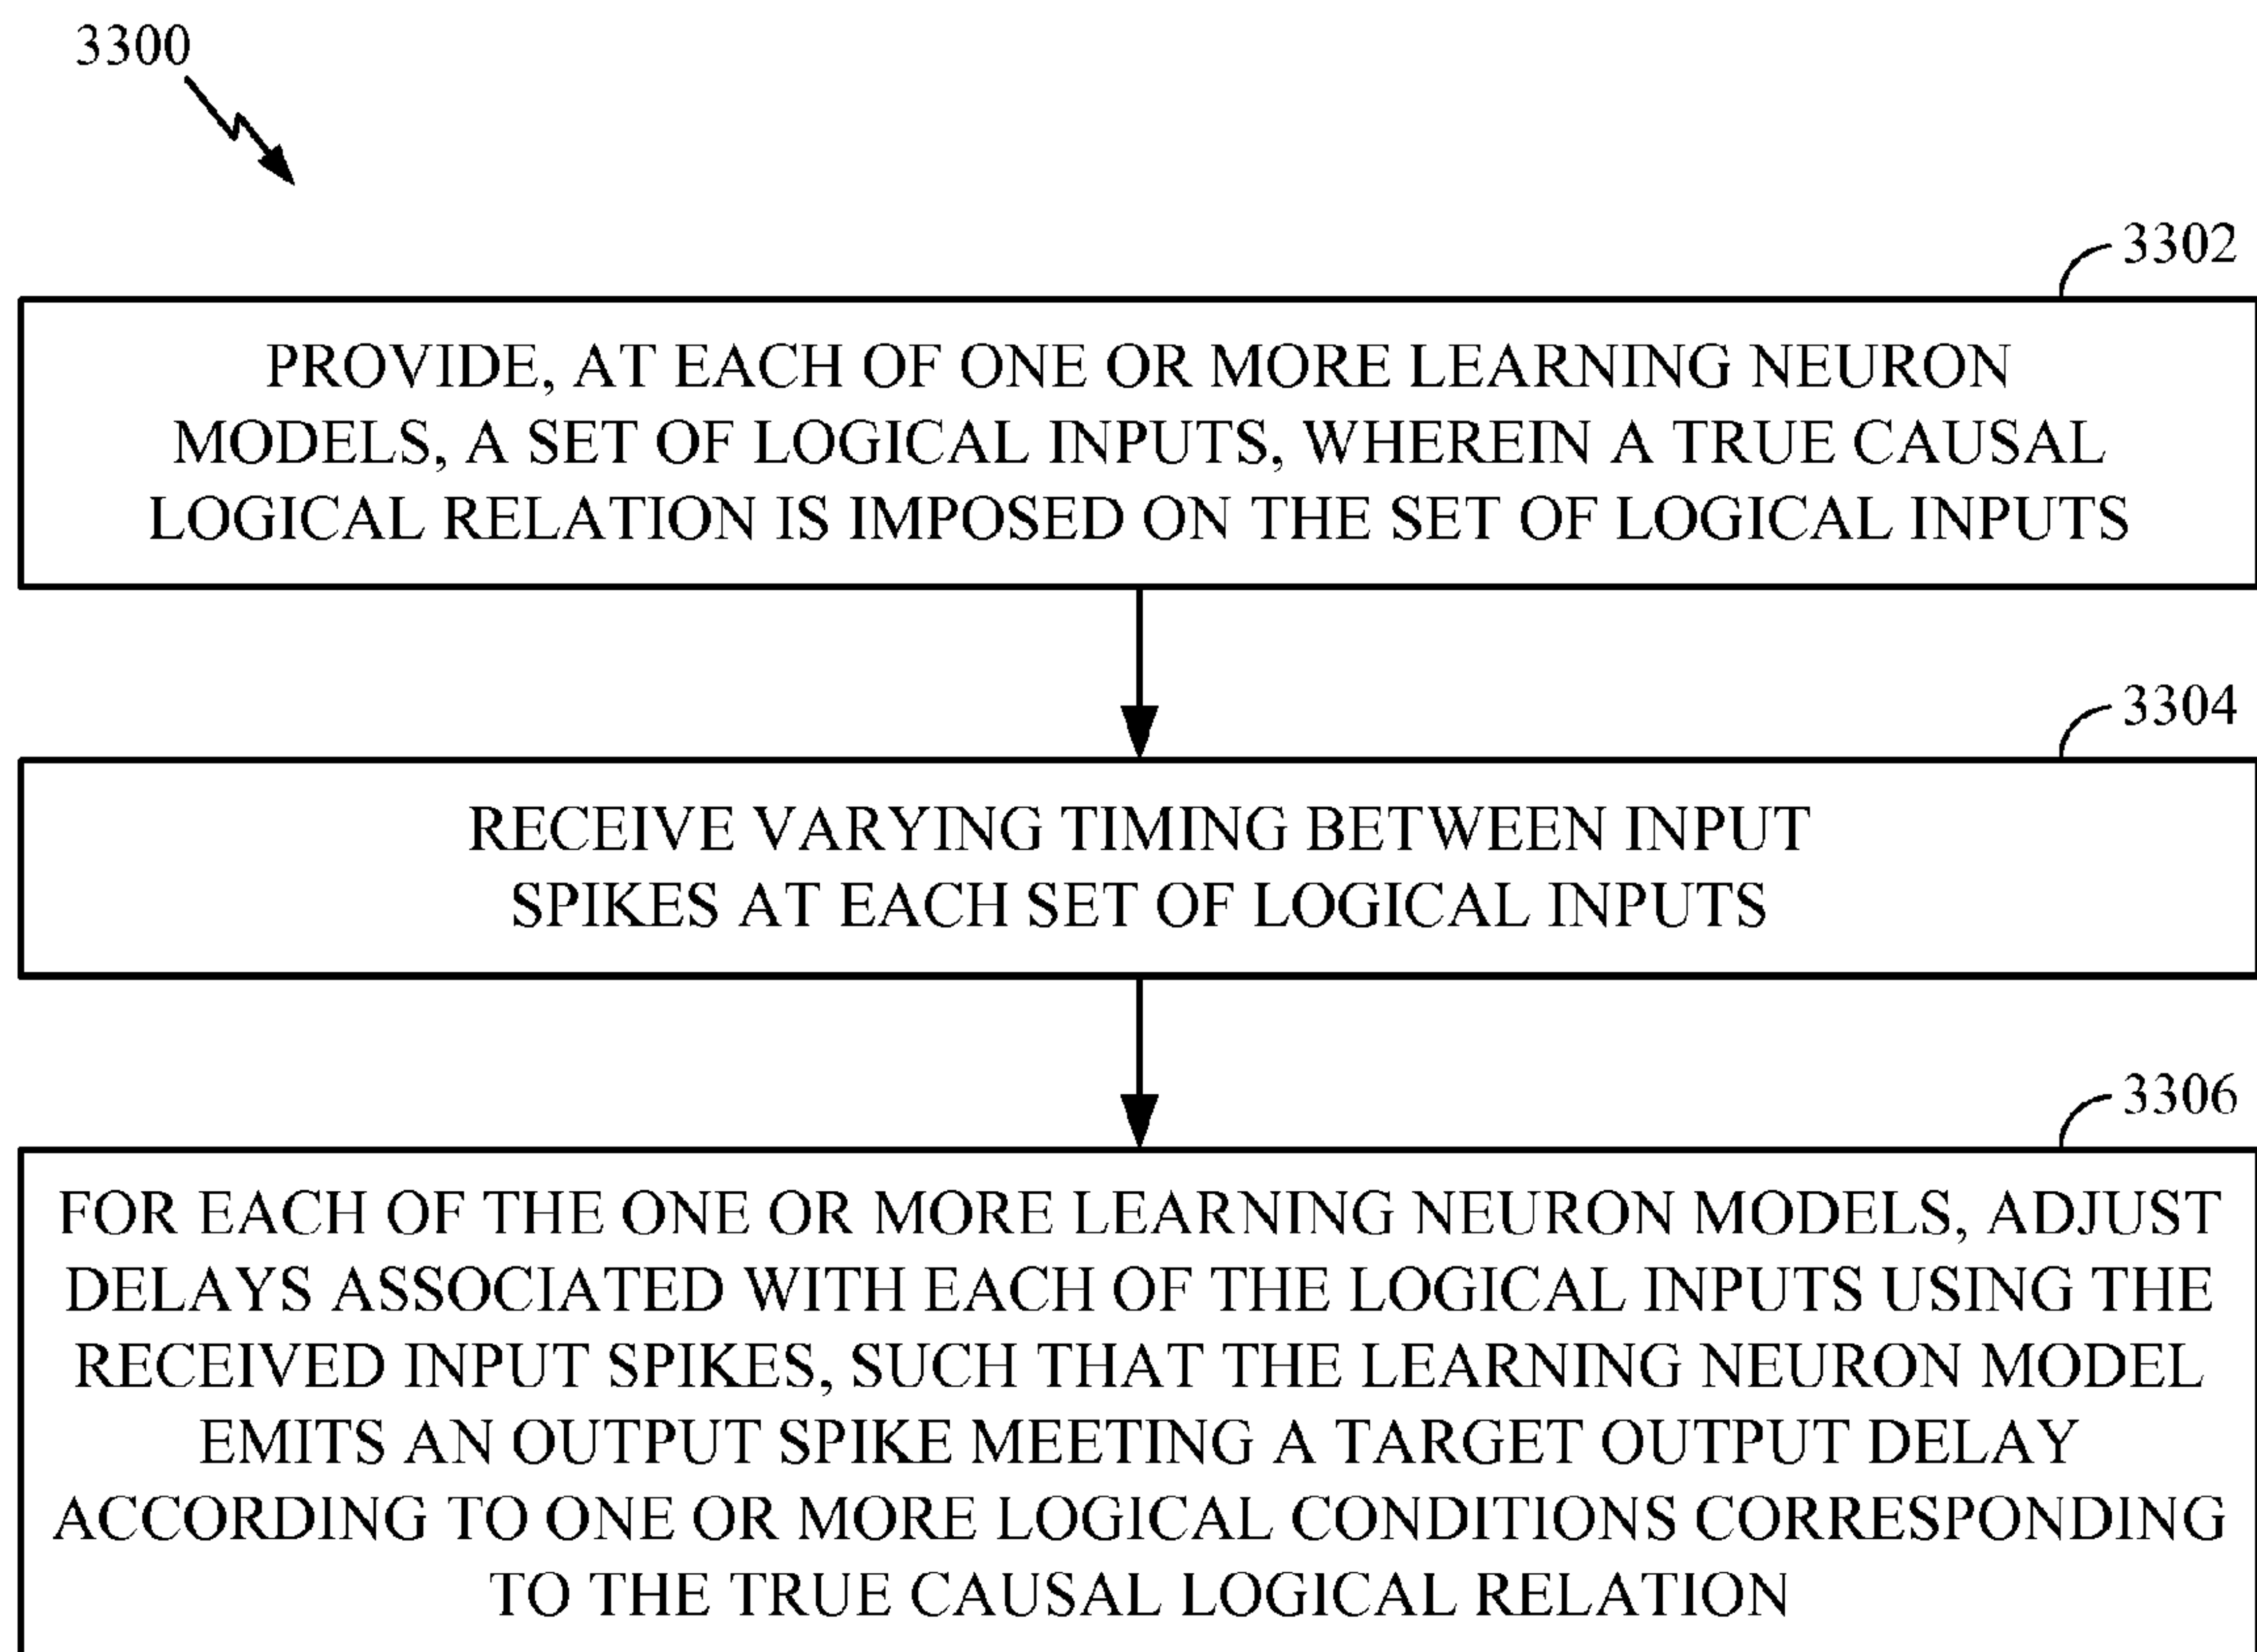 3300
3302
PROVIDE, AT EACH OF ONE OR MORE LEARNING NEURON
MODELS, A SET OF LOGICAL INPUTS, WHEREIN A TRUE CAUSAL
LOGICAL RELATION IS IMPOSED ON THE SET OF LOGICAL INPUTS
3304
RECEIVE VARYING TIMING BETWEEN INPUT
SPIKES AT EACH SET OF LOGICAL INPUTS
3306
FOR EACH OF THE ONE OR MORE LEARNING NEURON MODELS, ADJUST
DELAYS ASSOCIATED WITH EACH OF THE LOGICAL INPUTS USING THE
RECEIVED INPUT SPIKES, SUCH THAT THE LEARNING NEURON MODEL
EMITS AN OUTPUT SPIKE MEETING A TARGET OUTPUT DELAY
ACCORDING TO ONE OR MORE LOGICAL CONDITIONS CORRESPONDING
TO THE TRUE CAUSAL LOGICAL RELATION